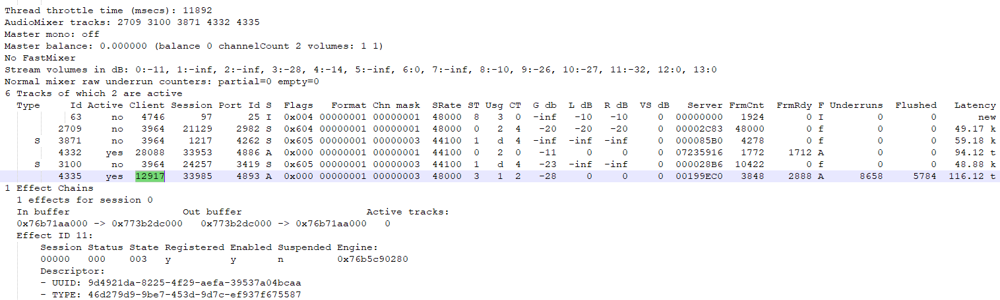 Thread throttle time (msecs): 11892
AudioMixer tracks: 2709 3100 3871 4332 4335
Master mono: off
Master balance: 0.000000 (balance 0 channelCount 2 volumes: 1 1)
No FastMixer
Stream volumes in dB: 0:-11, 1:-inf, 2:-inf, 3:-28, 4:-14, 5:-inf, 6:0, 7:-inf, 8:-10, 9:-26, 10:-27, 11:-32, 12:0, 13:0
Normal mixer raw underrun counters: partial=0 empty=0
6 Tracks of which 2 are active
Type Id Active Client Session Port Id S Flags Format Chn mask SRate ST Usg CT G db L dB R dB VS dB Server FrmCnt FrmRdy F Underruns Flushed Latency
63 no 4746 97 25 I 0x004 00000001 00000001 48000 8 3 0 -inf -10 -10 0 00000000 1924 0 I 0 0 new
2709 no 3964 21129 2982 S 0x604 00000001 00000001 48000 0 2 4 -20 -20 -20 0 00002C83 48000 0 f 0 0 49.17 k
S 3871 no 3964 1217 4262 S 0x605 00000001 00000003 44100 1 d 4 -inf -inf -inf 0 000085B0 4278 0 f 0 0 59.18 k
4332 yes 28088 33953 4886 A 0x000 00000001 00000001 44100 0 2 0 -11 0 0 0 07235916 1772 1712 A 0 0 94.12 t
S 3100 no 3964 24257 3419 S 0x605 00000001 00000003 44100 1 d 4 -23 -inf -inf 0 000028B6 10422 0 f 0 0 48.88 k
4335 yes 12917 33985 4893 A 0x000 00000001 00000003 48000 3 1 2 -28 0 0 0 00199EC0 3848 2888 A 8658 5784 116.12 t
1 Effect Chains
1 effects for session 0
In buffer Out buffer Active tracks:
0x76b71aa000 -> 0x773b2dc000 0x773b2dc000 -> 0x76b71aa000 0
Effect ID 11:
Session Status State Registered Enabled Suspended Engine:
00000 000 003 y y n 0x76b5c90280
Descriptor:
- UUID: 9d4921da-8225-4f29-aefa-39537a04bcaa
- TYPE: 46d279d9-9be7-453d-9d7c-ef937f675587